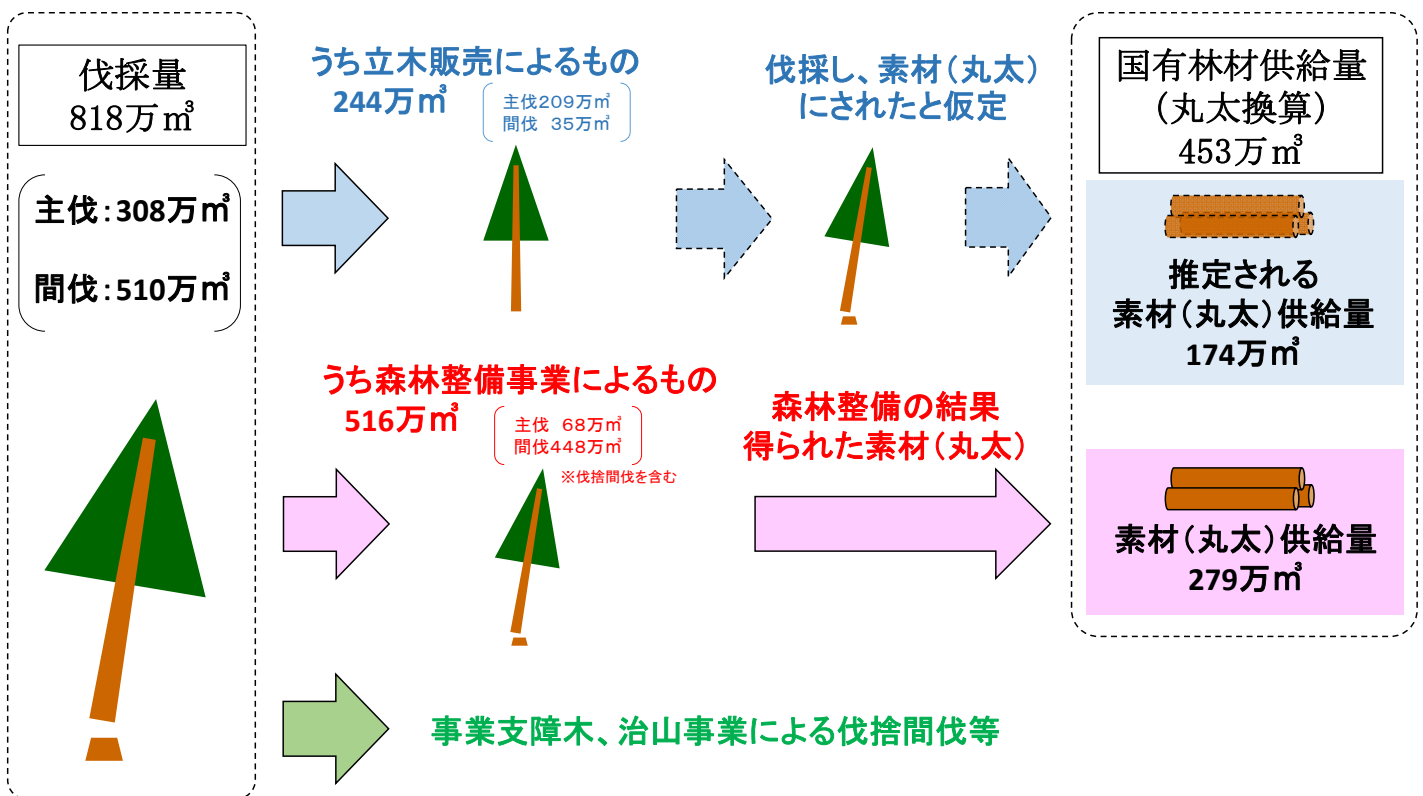 伐採量
818万㎥
主伐：308万㎥
間伐：510万㎥
うち立木販売によるもの
244万㎥
主伐209万㎥
間伐　35万㎥
伐採し、素材（丸太）
にされたと仮定
国有林材供給量
（丸太換算）
453万㎥
推定される
素材（丸太）供給量
174万㎥
うち森林整備事業によるもの
516万㎥
主伐　68万㎥
間伐448万㎥
※伐捨間伐を含む
森林整備の結果
得られた素材（丸太）
素材（丸太）供給量
279万㎥
事業支障木、治山事業による伐捨間伐等